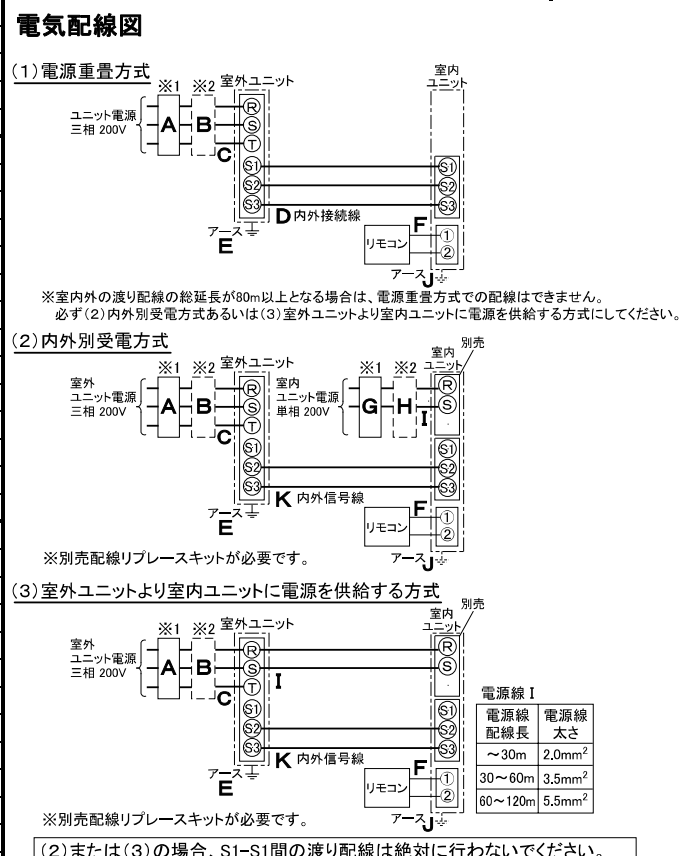 電気配線図
(1)電源重畳方式
※1 ※2 室外ユニット
室内
ユニット
ユニット電源
三相 200V
A B C
R
S
T
S1
S2
S3
S1
S2
S3
D 内外接続線
アース
E
リモコン
F
①
②
アース J
※室内外の渡り配線の総延長が80m以上となる場合は、電源重畳方式での配線はできません。
必ず(2)内外別受電方式あるいは(3)室外ユニットより室内ユニットに電源を供給する方式にしてください。
(2)内外別受電方式
※1 ※2 室外ユニット
※1 ※2
室内
ユニット
別売
室外
ユニット電源
三相 200V
A B C
R
S
T
S1
S2
S3
室内
ユニット電源
単相 200V
G H I
R
S
S1
S2
S3
K 内外信号線
アース
E
リモコン
F
①
②
アース J
※別売配線リプレースキットが必要です。
(3)室外ユニットより室内ユニットに電源を供給する方式
※1 ※2 室外ユニット
室内
ユニット
別売
室外
ユニット電源
三相 200V
A B C
R
S
T
S1
S2
S3
I
R
S
S1
S2
S3
K 内外信号線
アース
E
リモコン
F
①
②
アース J
※別売配線リプレースキットが必要です。
電源線 I
電源線配線長 電源線太さ
~30m 2.0mm²
30~60m 3.5mm²
60~120m 5.5mm²
(2)または(3)の場合、S1-S1間の渡り配線は絶対に行わないでください。